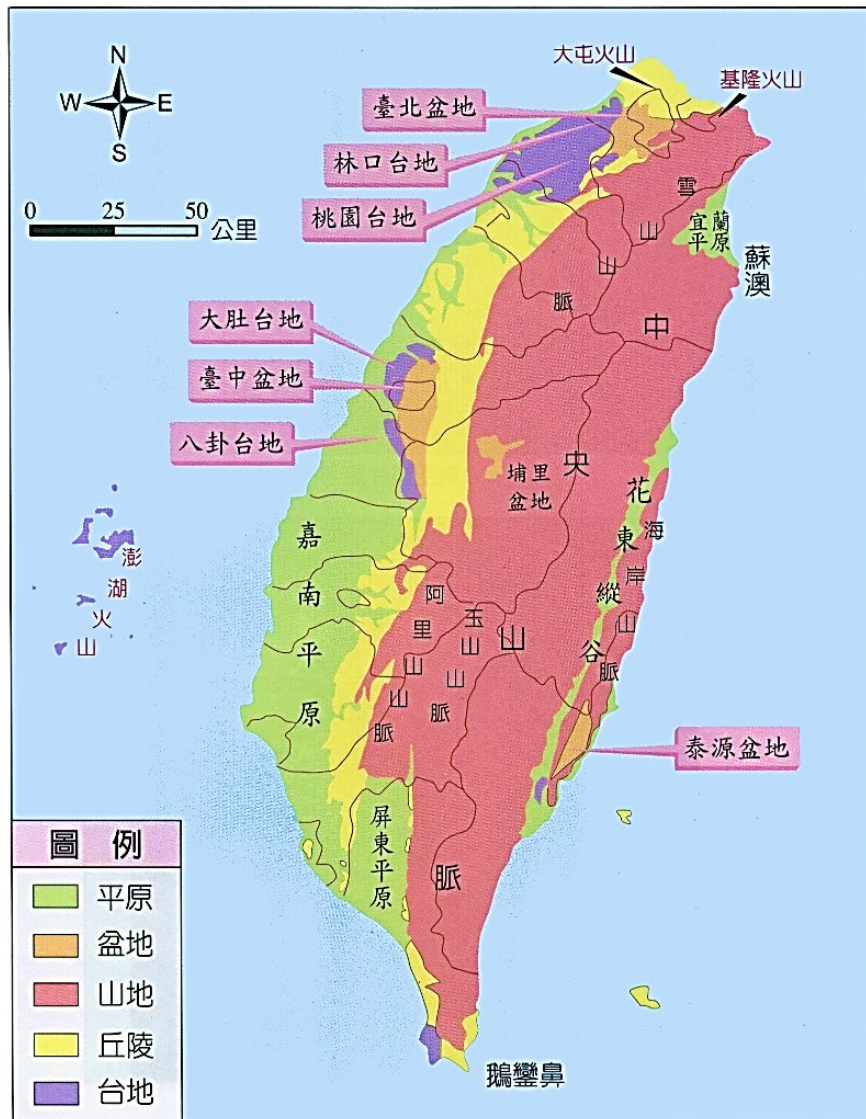 N
W E
S
0 25 50 公里
大屯火山
基隆火山
臺北盆地
林口台地
桃園台地
雪山山脈
宜蘭
平原
蘇澳
大肚台地
臺中盆地
八卦台地
中央山脈
埔里
盆地
花東縱谷
海岸山脈
澎湖火山
嘉南平原
阿里山山脈
玉山山脈
泰源盆地
屏東平原
鵝鑾鼻
圖例
平原
盆地
山地
丘陵
台地